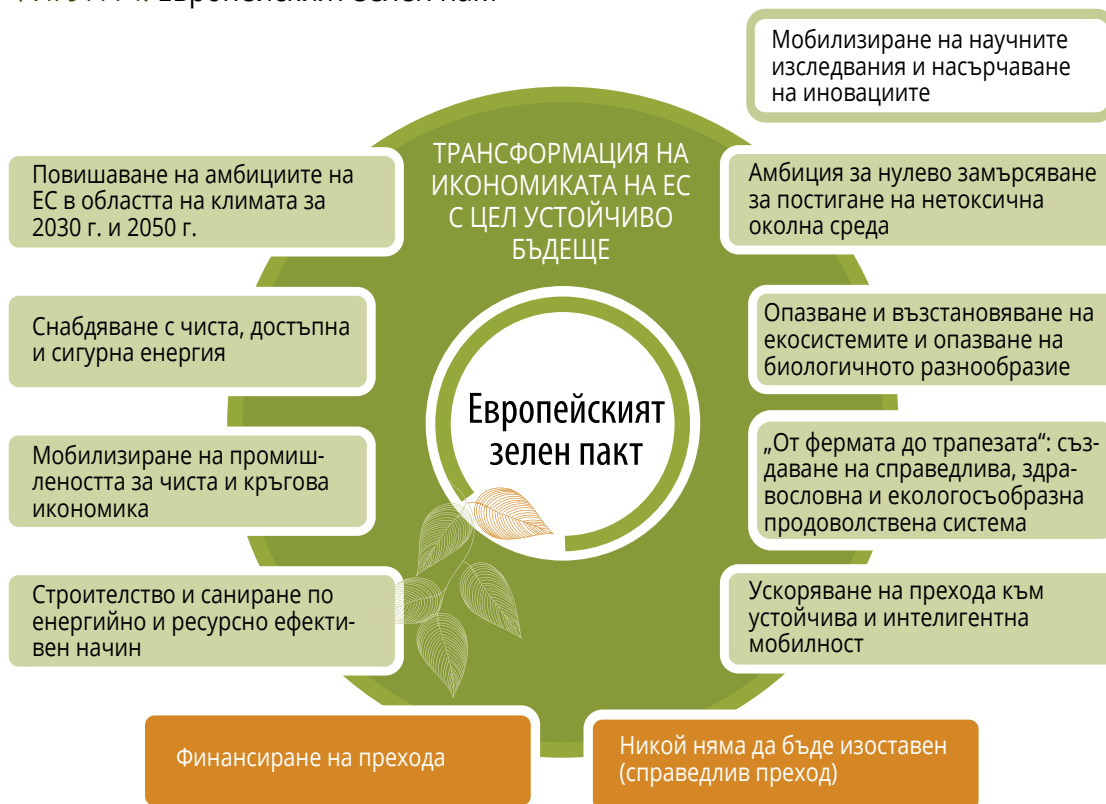 Мобилизиране на научните
изследвания и насърчаване
на иновациите
ТРАНСФОРМАЦИЯ НА
ИКОНОМИКАТА НА ЕС
С ЦЕЛ УСТОЙЧИВО
БЪДЕЩЕ
Повишаване на амбициите на
ЕС в областта на климата за
2030 г. и 2050 г.
Снабдяване с чиста, достъпна
и сигурна енергия
Мобилизиране на промиш-
леността за чиста и кръгова
икономика
Строителство и саниране по
енергийно и ресурсно ефекти-
вен начин
Европейският
зелен пакт
Амбиция за нулево замърсяване
за постигане на нетоксична
околна среда
Опазване и възстановяване на
екосистемите и опазване на
биологичното разнообразие
„От фермата до трапезата“: съз-
даване на справедлива, здра-
вословна и екологосъобразна
продоволствена система
Ускоряване на прехода към
устойчива и интелигентна
мобилност
Финансиране на прехода
Никой няма да бъде изоставен
(справедлив преход)